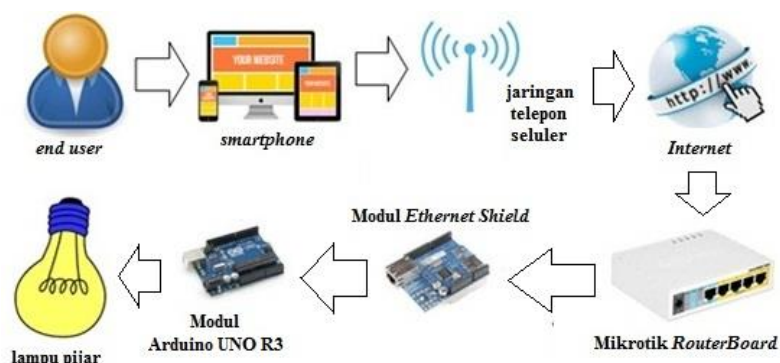 YOUR WEBSITE
end user
smartphone
jaringan
telepon
seluler
http://www
Internet
Modul Ethernet Shield
Modul
Arduino UNO R3
Mikrotik RouterBoard
lampu pijar